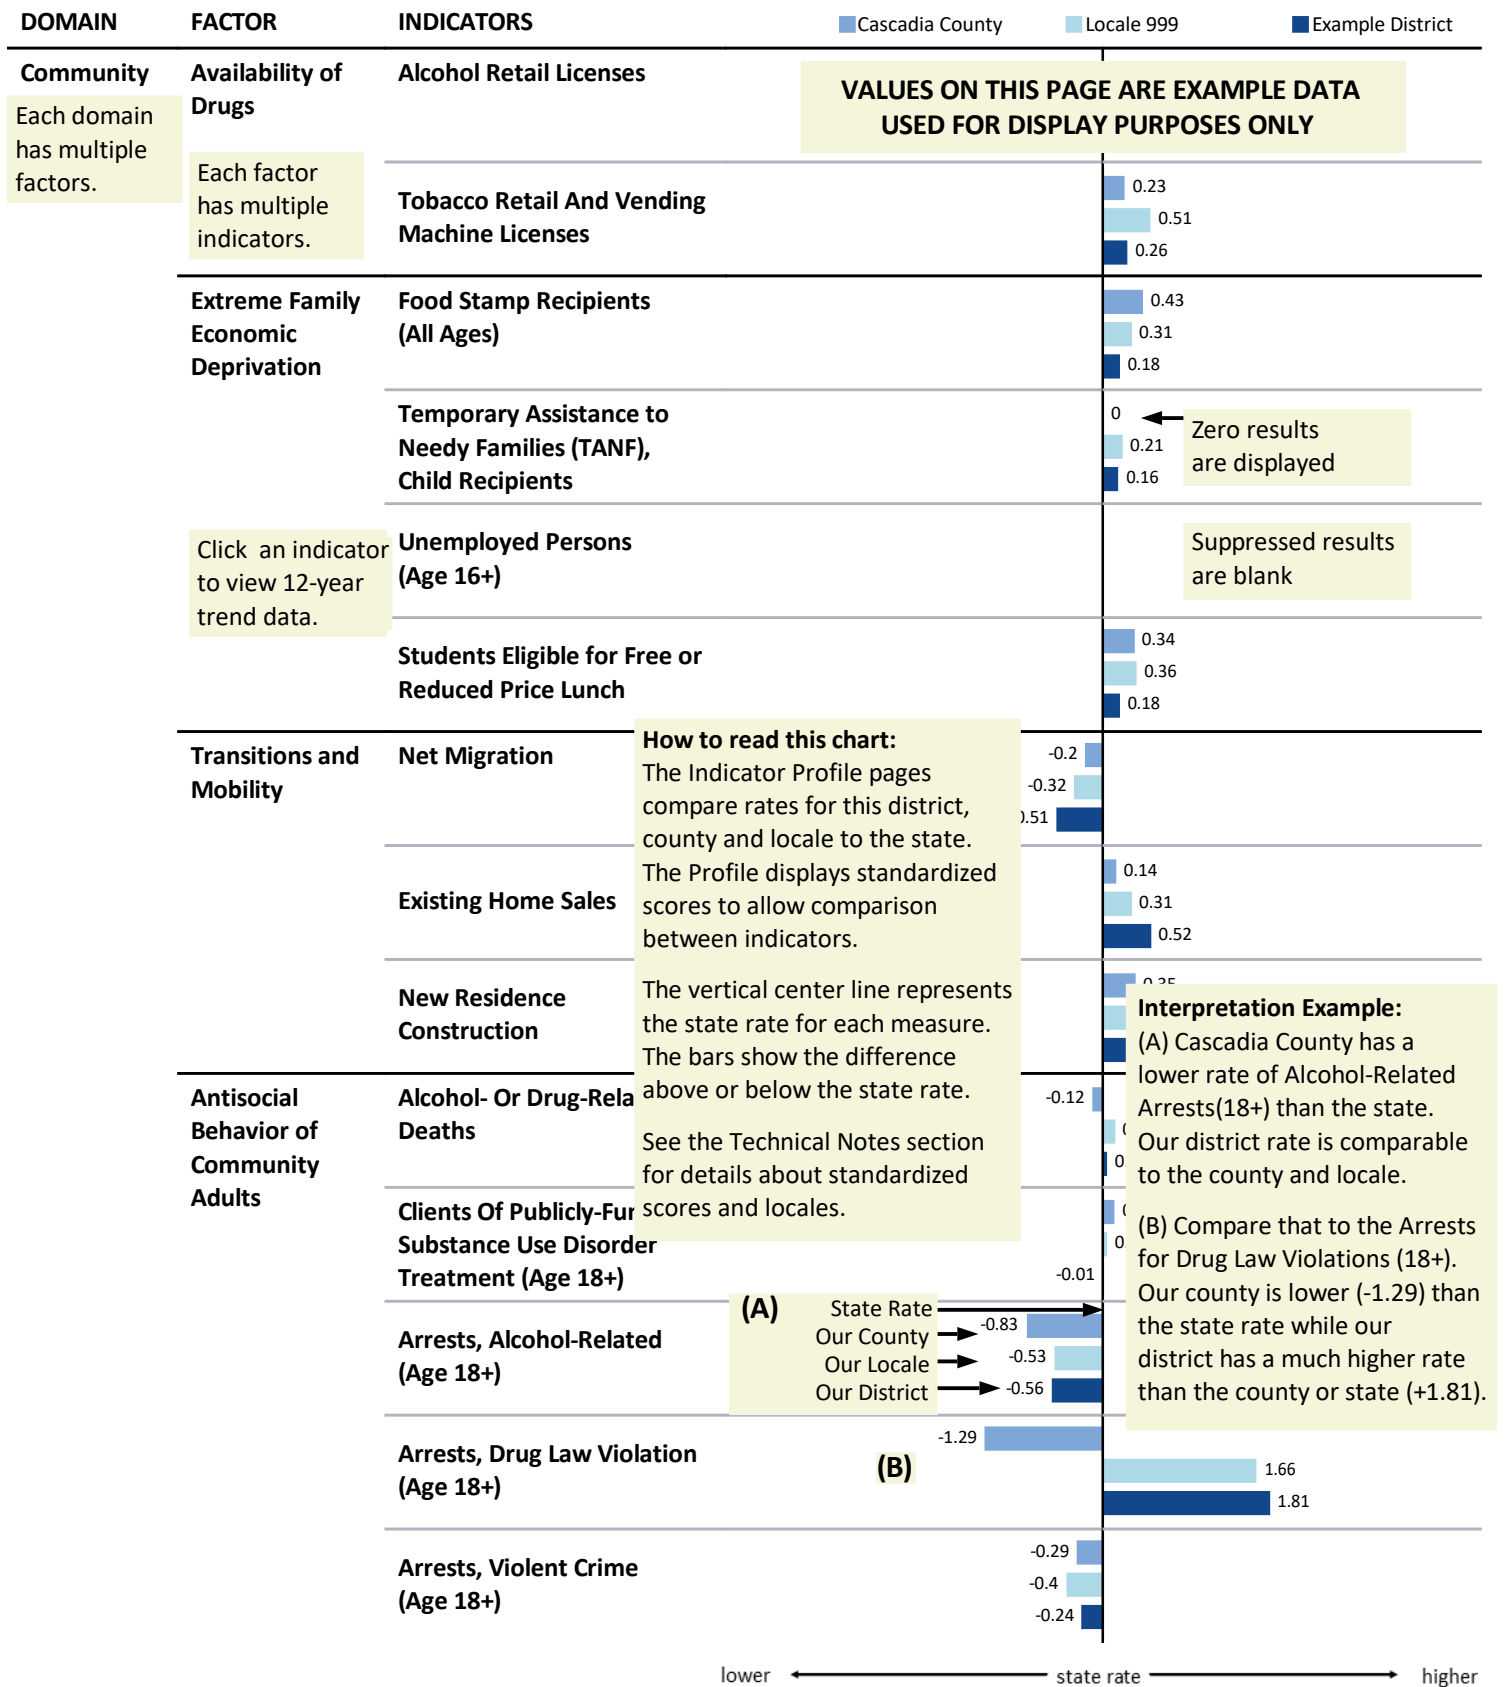 DOMAIN FACTOR INDICATORS Cascadia County Locale 999 Example District
Community Availability of Alcohol Retail Licenses
Drugs
Each domain
has multiple
factors.
Each factor
has multiple
indicators.
VALUES ON THIS PAGE ARE EXAMPLE DATA
USED FOR DISPLAY PURPOSES ONLY
Tobacco Retail And Vending
Machine Licenses
0.23
0.51
0.26
Extreme Family
Economic
Deprivation
Food Stamp Recipients
(All Ages)
0.43
0.31
0.18
Temporary Assistance to
Needy Families (TANF),
Child Recipients
0
0.21
0.16
Zero results
are displayed
Click an indicator
to view 12-year
trend data.
Unemployed Persons
(Age 16+)
Suppressed results
are blank
Students Eligible for Free or
Reduced Price Lunch
0.34
0.36
0.18
Transitions and
Mobility
Net Migration
-0.2
-0.32
0.51
How to read this chart:
The Indicator Profile pages
compare rates for this district,
county and locale to the state.
The Profile displays standardized
scores to allow comparison
between indicators.
The vertical center line represents
the state rate for each measure.
The bars show the difference
above or below the state rate.
See the Technical Notes section
for details about standardized
scores and locales.
Existing Home Sales
0.14
0.31
0.52
New Residence
Construction
Interpretation Example:
(A) Cascadia County has a
lower rate of Alcohol-Related
Arrests(18+) than the state.
Our district rate is comparable
to the county and locale.
(B) Compare that to the Arrests
for Drug Law Violations (18+).
Our county is lower (-1.29) than
the state rate while our
district has a much higher rate
than the county or state (+1.81).
Antisocial
Behavior of
Community
Adults
Alcohol- Or Drug-Rela
Deaths
-0.12
Clients Of Publicly-Fun
Substance Use Disorder
Treatment (Age 18+)
-0.01
Arrests, Alcohol-Related
(Age 18+)
(A) State Rate
Our County -0.83
Our Locale -0.53
Our District -0.56
Arrests, Drug Law Violation
(Age 18+)
(B)
-1.29
1.66
1.81
Arrests, Violent Crime
(Age 18+)
-0.29
-0.4
-0.24
lower state rate higher